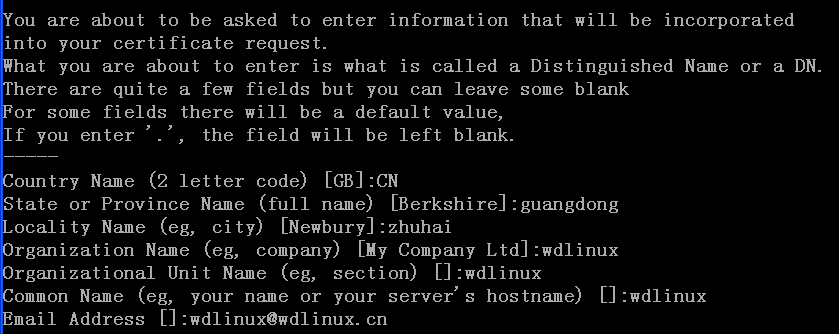 You are about to be asked to enter information that will be incorporated
into your certificate request.
What you are about to enter is what is called a Distinguished Name or a DN.
There are quite a few fields but you can leave some blank
For some fields there will be a default value,
If you enter '.', the field will be left blank.
-----
Country Name (2 letter code) [GB]:CN
State or Province Name (full name) [Berkshire]:guangdong
Locality Name (eg, city) [Newbury]:zhuhai
Organization Name (eg, company) [My Company Ltd]:wdlinux
Organizational Unit Name (eg, section) []:wdlinux
Common Name (eg, your name or your server's hostname) []:wdlinux
Email Address []:wdlinux@wdlinux.cn